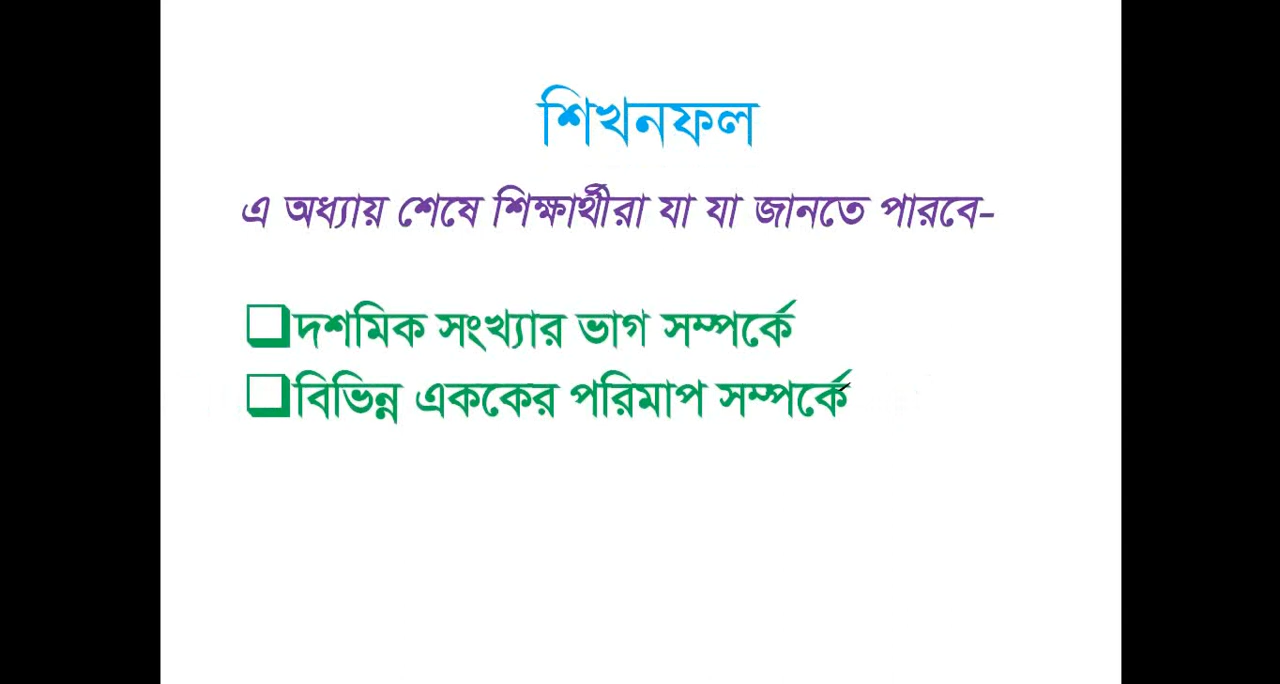 শিখনফল
এ অধ্যায় শেষে শিক্ষার্থীরা যা যা জানতে পারবে-
❑দশমিক সংখ্যার ভাগ সম্পর্কে
❑বিভিন্ন এককের পরিমাপ সম্পর্কে